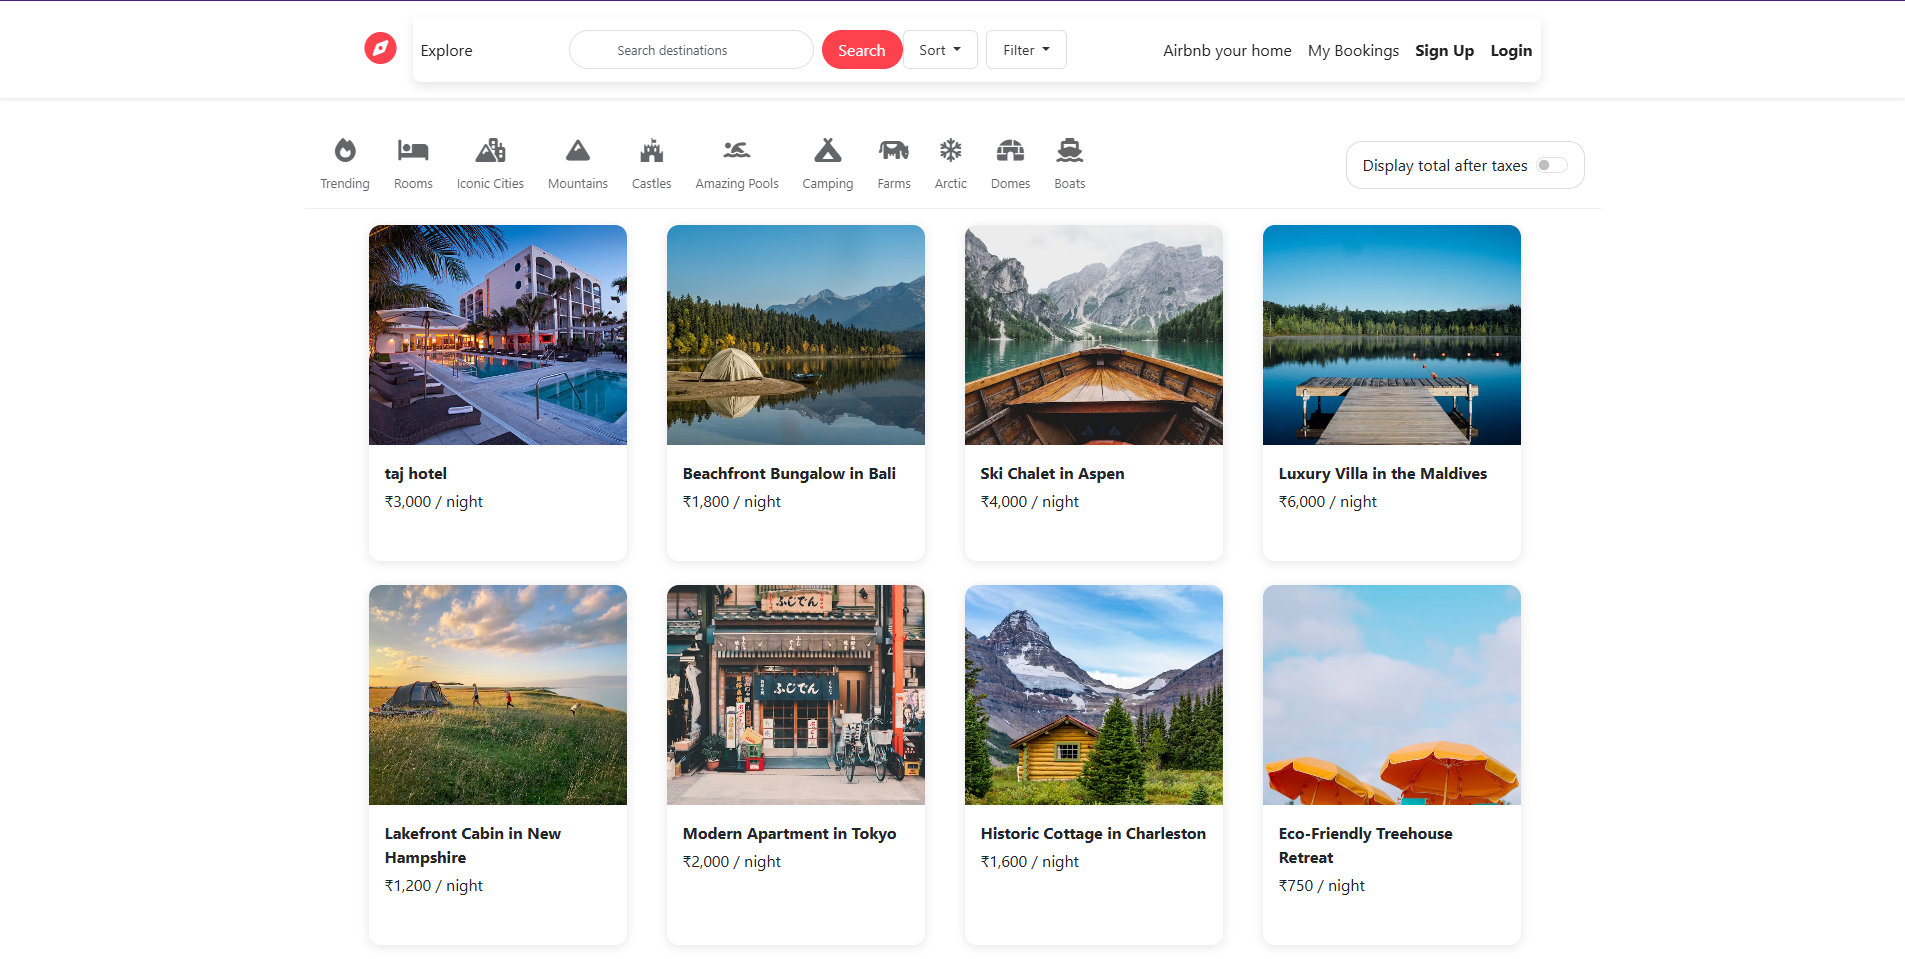 Explore
Search destinations
Search
Sort
Filter
Airbnb your home
My Bookings
Sign Up
Login
Trending
Rooms
Iconic Cities
Mountains
Castles
Amazing Pools
Camping
Farms
Arctic
Domes
Boats
Display total after taxes
taj hotel
₹3,000 / night
Beachfront Bungalow in Bali
₹1,800 / night
Ski Chalet in Aspen
₹4,000 / night
Luxury Villa in the Maldives
₹6,000 / night
ふじでん
ふじでん
Lakefront Cabin in New
Hampshire
₹1,200 / night
Modern Apartment in Tokyo
₹2,000 / night
Historic Cottage in Charleston
₹1,600 / night
Eco-Friendly Treehouse
Retreat
₹750 / night